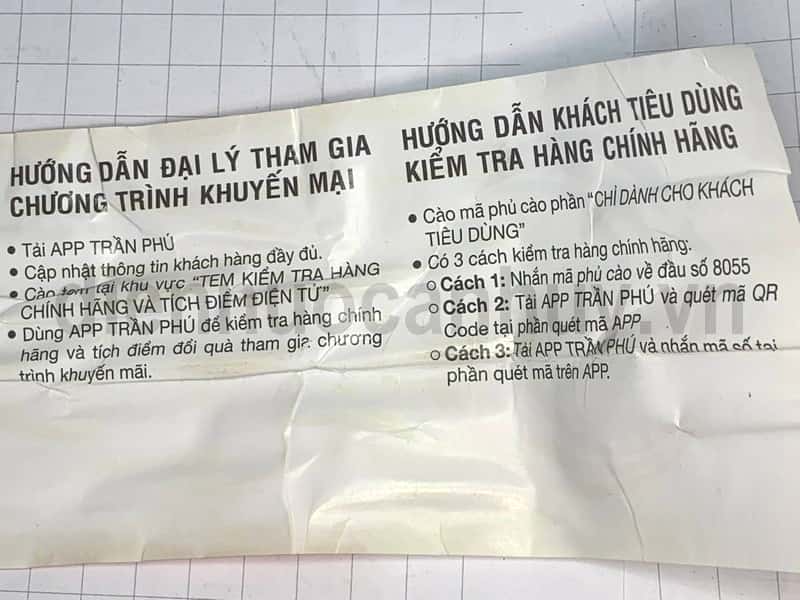 HƯỚNG DẪN ĐẠI LÝ THAM GIA
CHƯƠNG TRÌNH KHUYẾN MẠI
• Tải APP TRẦN PHÚ
• Cập nhật thông tin khách hàng đầy đủ.
• Cào tem tại khu vực "TEM KIỂM TRA HÀNG
CHÍNH HÃNG VÀ TÍCH ĐIỂM ĐIỆN TỬ"
• Dùng APP TRẦN PHÚ để kiểm tra hàng chính
hãng và tích điểm đổi quà tham gia chương
trình khuyến mãi.
HƯỚNG DẪN KHÁCH TIÊU DÙNG
KIỂM TRA HÀNG CHÍNH HÃNG
• Cào mã phủ cào phần "CHỈ DÀNH CHO KHÁCH
TIÊU DÙNG"
• Có 3 cách kiểm tra hàng chính hãng.
o Cách 1: Nhắn mã phủ cào về đầu số 8055
o Cách 2: Tải APP TRẦN PHÚ và quét mã QR
Code tại phần quét mã APP
o Cách 3: Tải APP TRẦN PHÚ và nhắn mã số tại
phần quét mã trên APP.